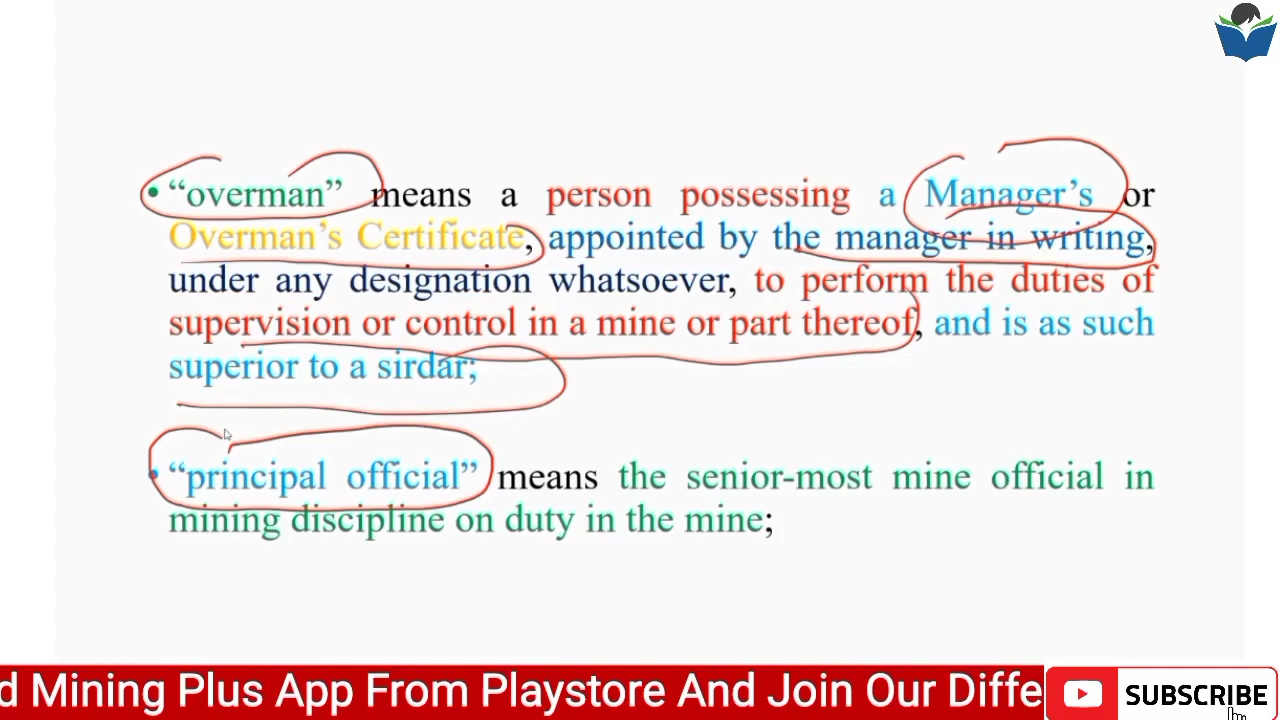 • “overman” means a person possessing a Manager’s or
Overman’s Certificate, appointed by the manager in writing,
under any designation whatsoever, to perform the duties of
supervision or control in a mine or part thereof, and is as such
superior to a sirdar;
• “principal official” means the senior-most mine official in
mining discipline on duty in the mine;
d Mining Plus App From Playstore And Join Our Diffe
SUBSCRIBE